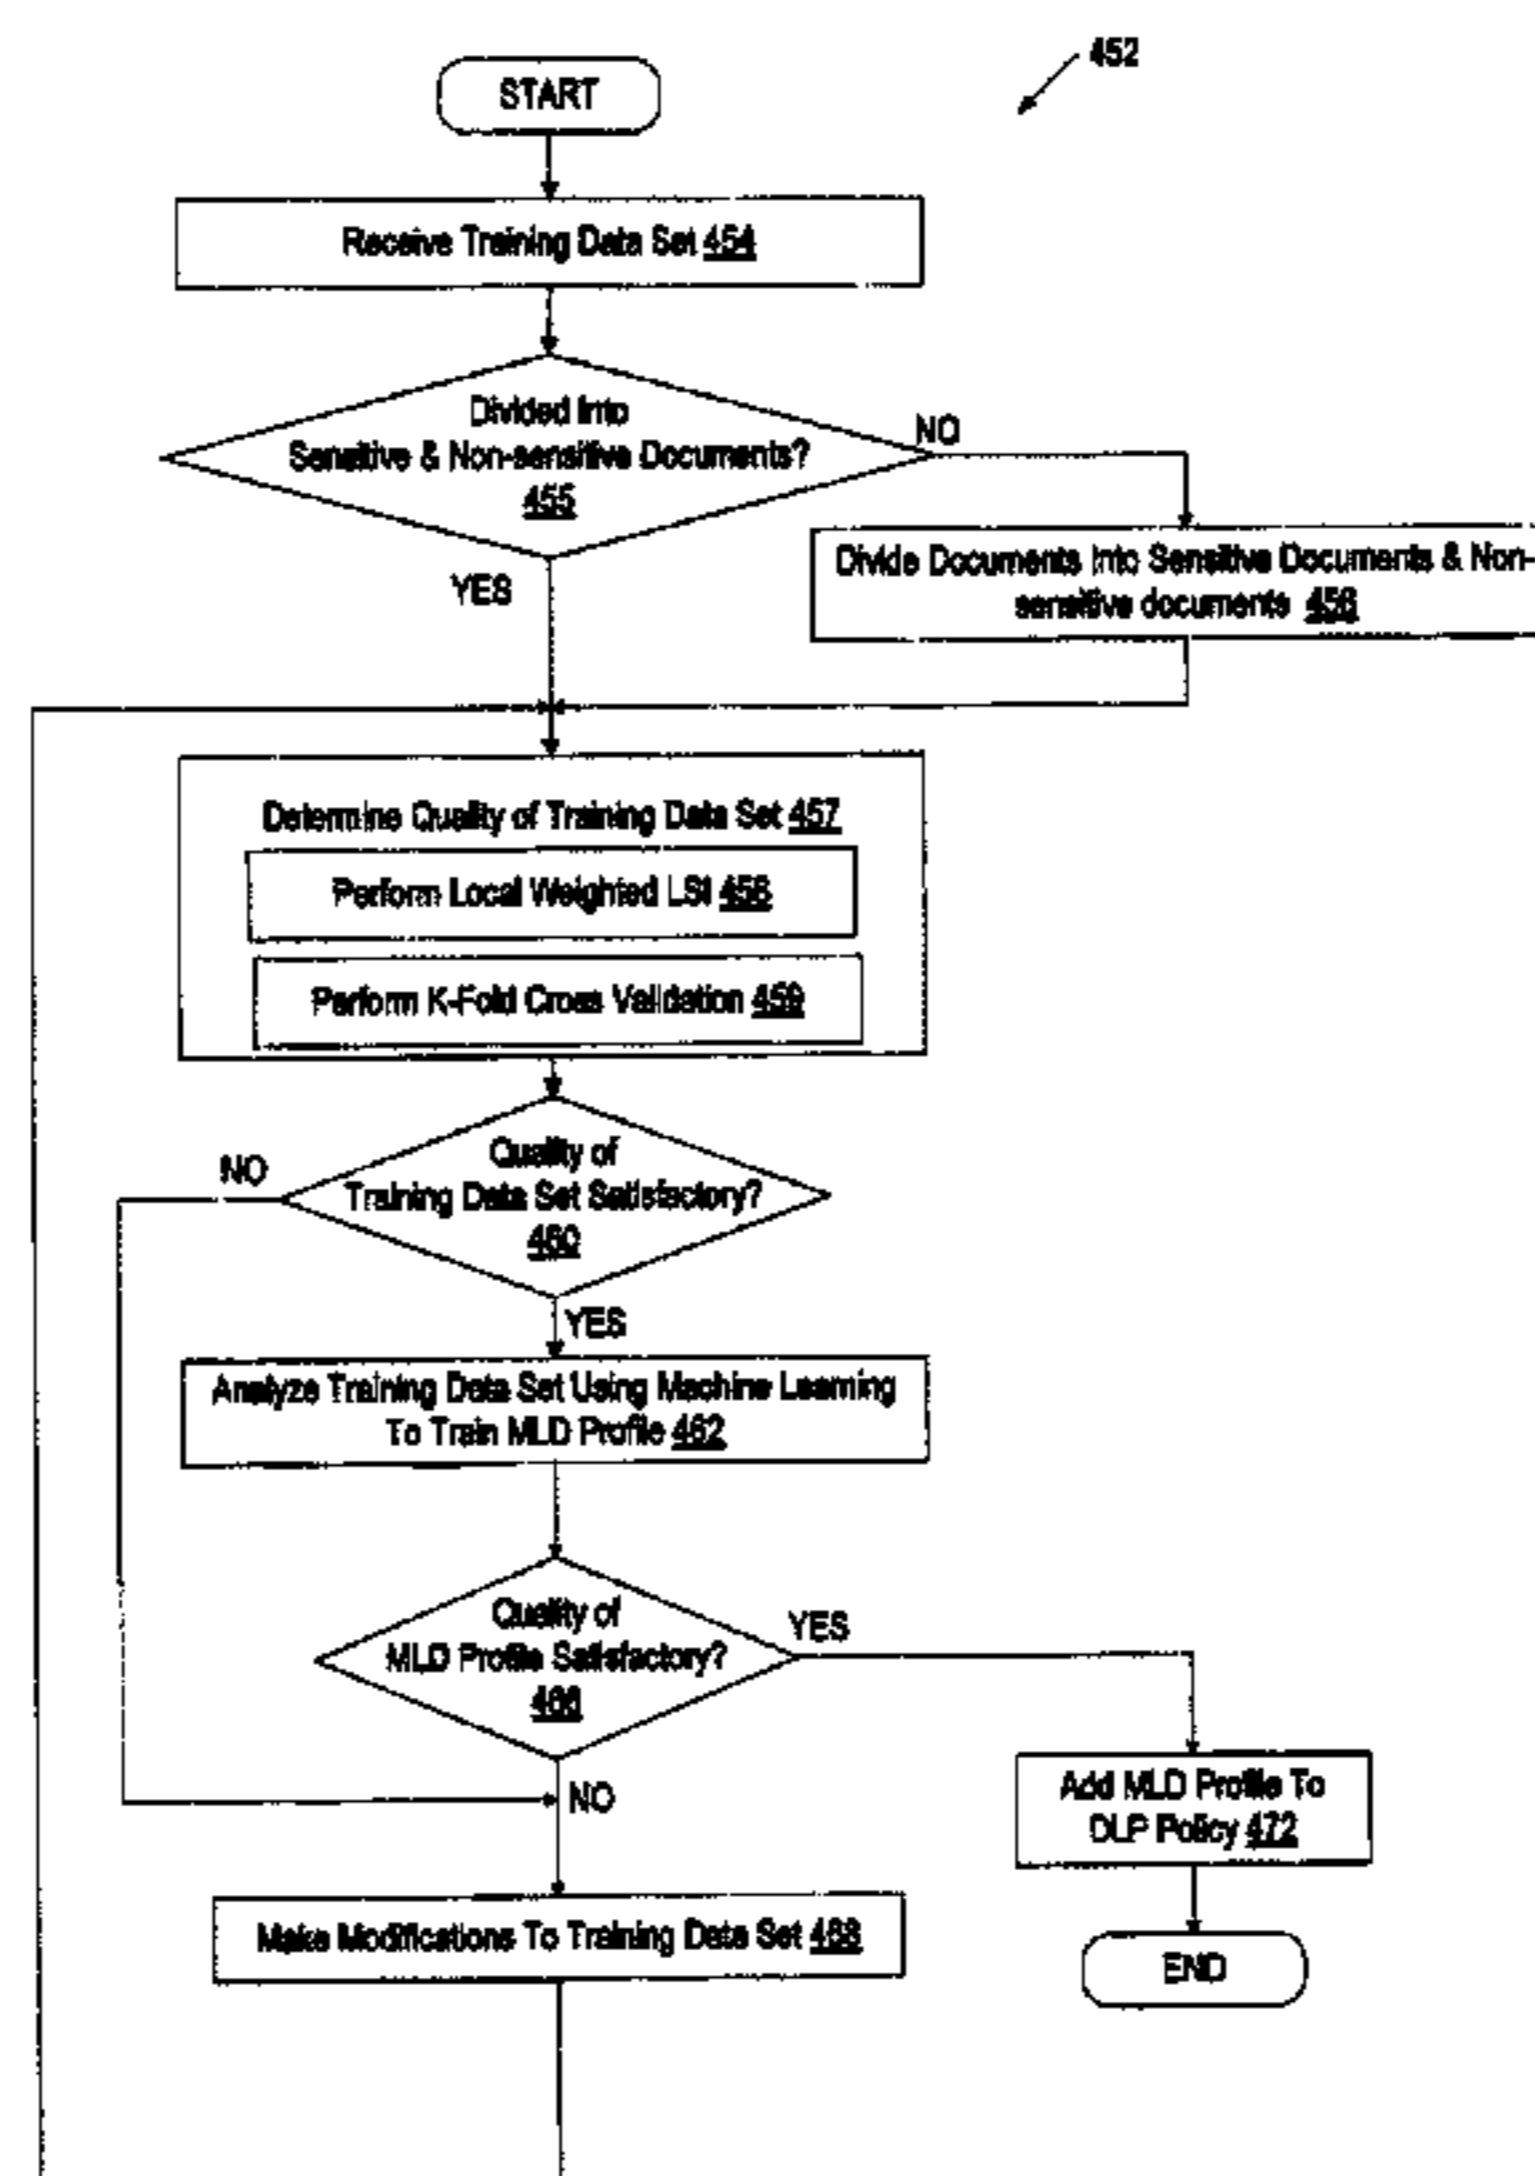 452
START
Receive Training Data Set 454
Divided Into
Sensitive & Non-sensitive Documents?
455
NO
YES
Divide Documents Into Sensitive Documents & Non-
sensitive documents 456
Determine Quality of Training Data Set 457
Perform Local Weighted LSI 458
Perform K-Fold Cross Validation 459
Quality of
Training Data Set Satisfactory?
460
NO
YES
Analyze Training Data Set Using Machine Learning
To Train MLD Profile 462
Quality of
MLD Profile Satisfactory?
466
YES
NO
Add MLD Profile To
DLP Policy 472
Make Modifications To Training Data Set 468
END